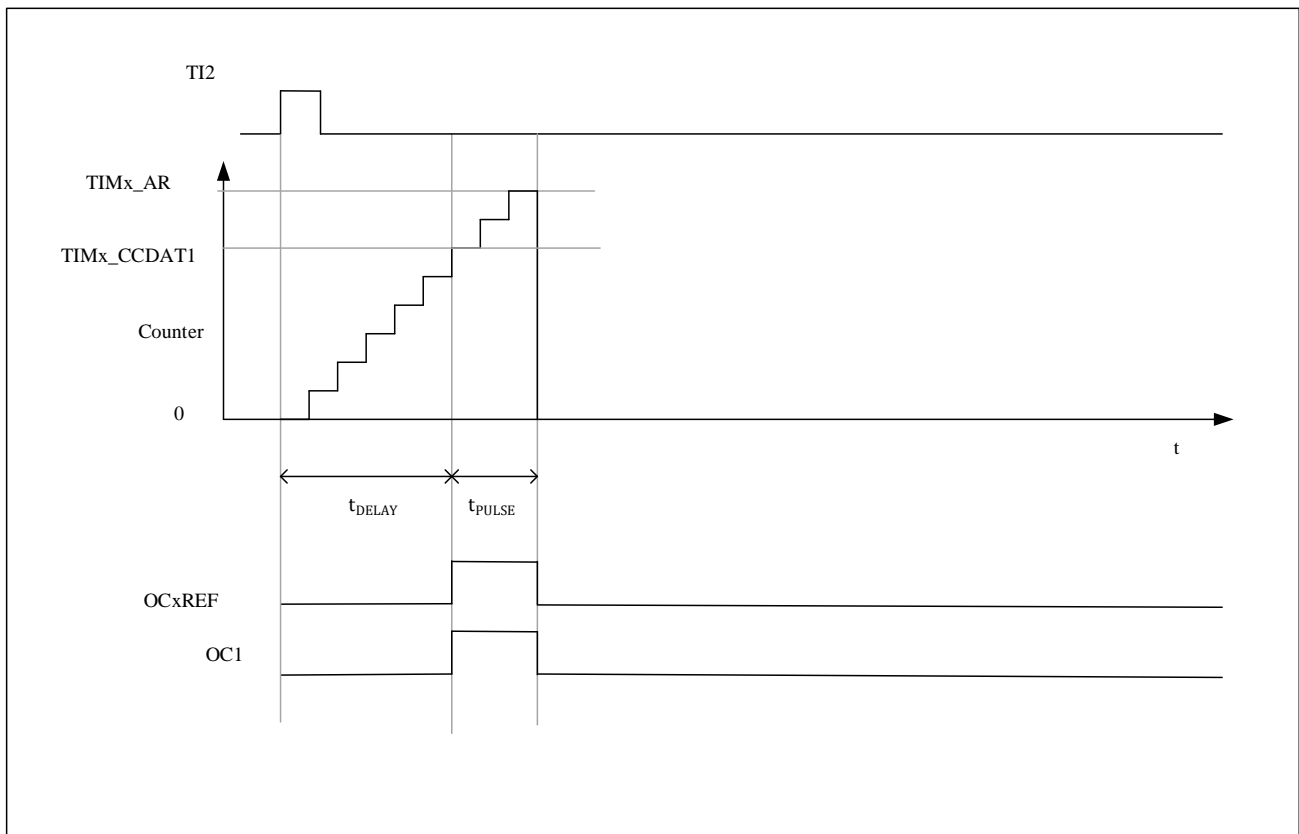 TI2
TIMx_AR
TIMx_CCDAT1
Counter
0
t
tDELAY
tPULSE
OCxREF
OC1